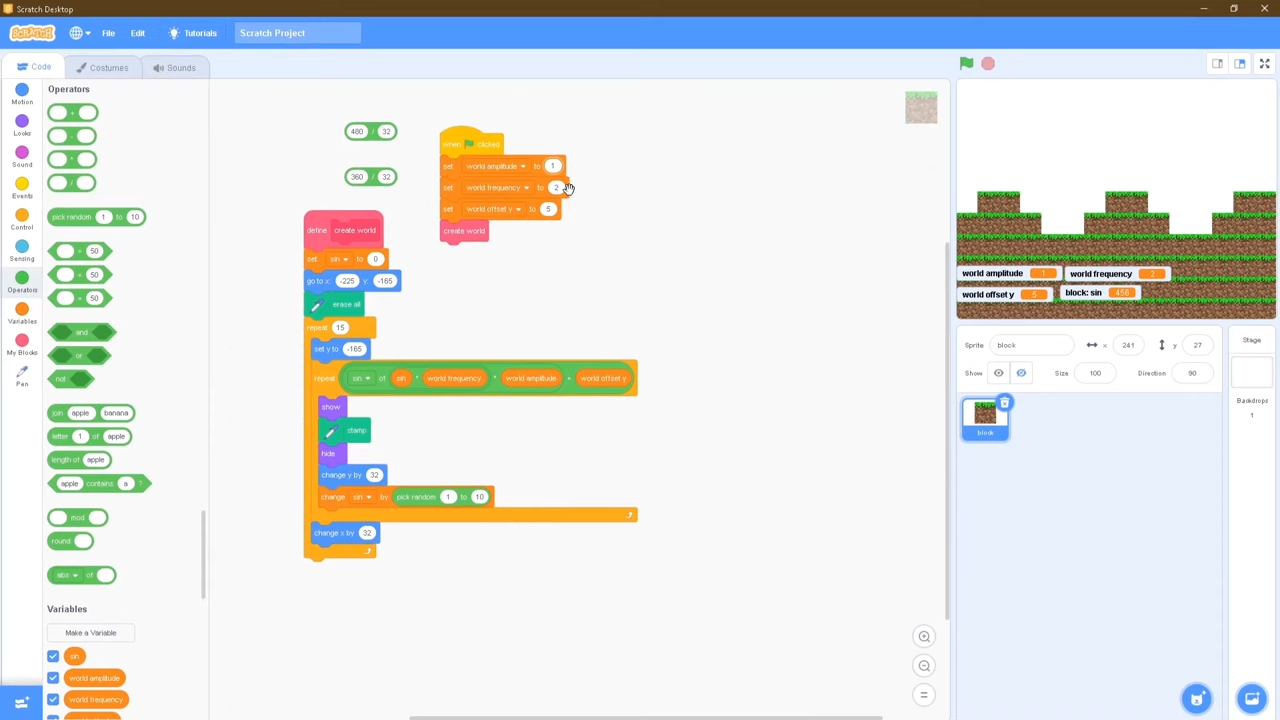 Scratch Desktop
SCRATCH
File
Edit
Tutorials
Scratch Project
Code
Costumes
Sounds
Motion
Looks
Sound
Events
Control
Sensing
Operators
Variables
My Blocks
Pen
Operators
+
-
*
/
pick random 1 to 10
> 50
< 50
= 50
and
or
not
join apple banana
letter 1 of apple
length of apple
apple contains a ?
mod
round
abs of
Variables
Make a Variable
sin
world amplitude
world frequency
480 / 32
360 / 32
when clicked
set world amplitude to 1
set world frequency to 2
set world offset y to 5
create world
define create world
set sin to 0
go to x: -225 y: -165
erase all
repeat 15
set y to -165
repeat sin of sin * world frequency * world amplitude + world offset y
show
stamp
hide
change y by 32
change sin by pick random 1 to 10
change x by 32
world amplitude 1
world frequency 2
world offset y 5
block: sin 456
Sprite block x 241 y 27
Show Size 100 Direction 90
block
Stage
Backdrops
1